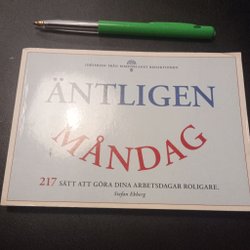 ÄNTLIGEN
MÅNDAG
217 SÄTT ATT GÖRA DINA ARBETSDAGAR ROLIGARE.
Stefan Ekberg